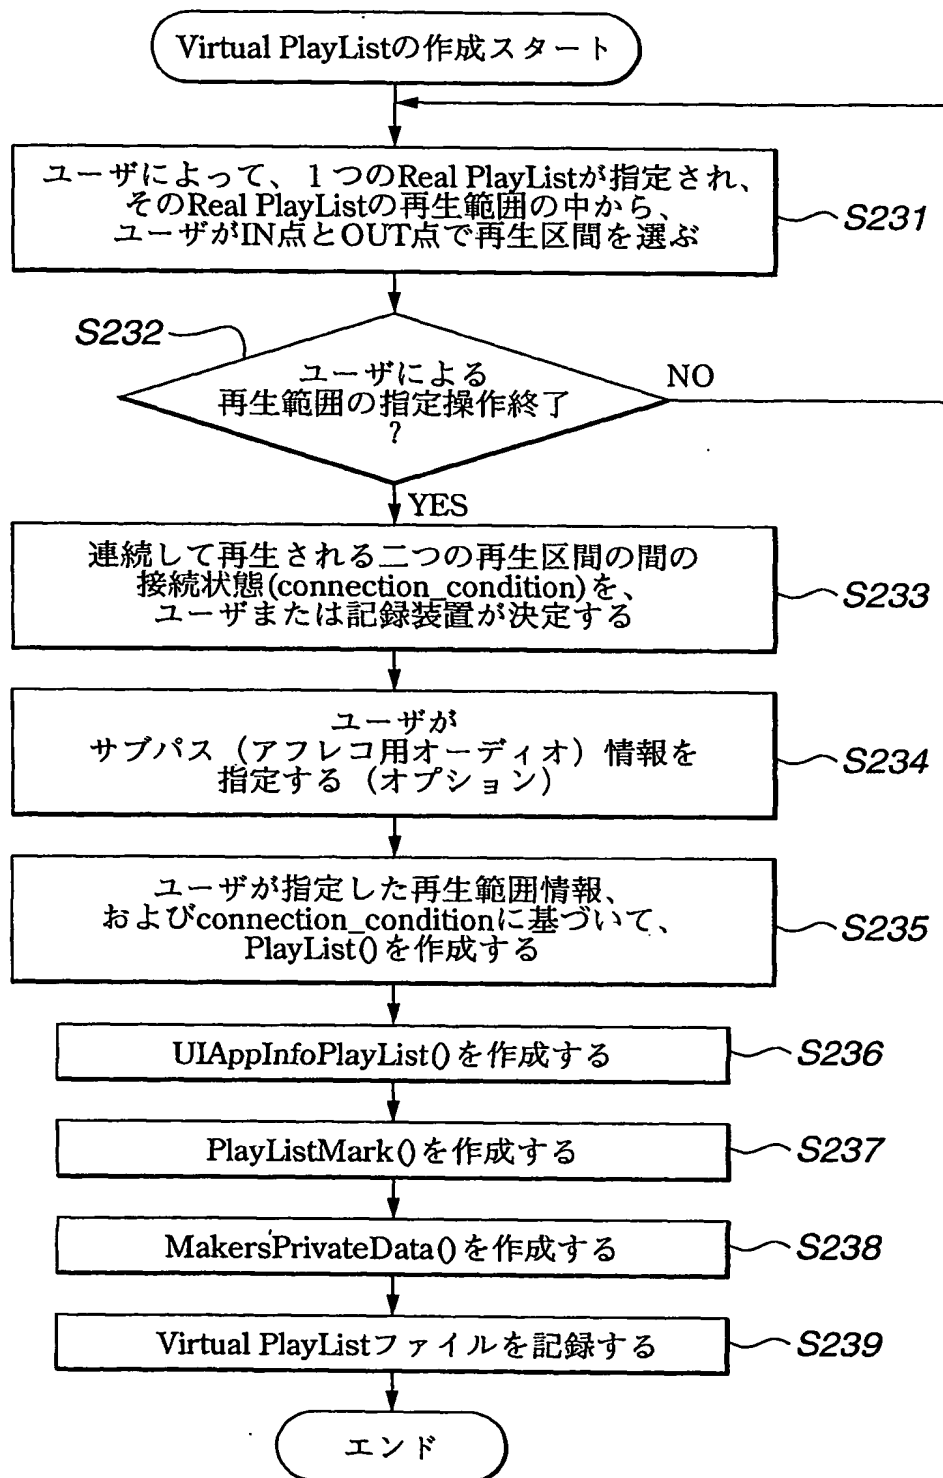 Virtual PlayListの作成スタート
ユーザによって、1つのReal PlayListが指定され、
そのReal PlayListの再生範囲の中から、
ユーザがIN点とOUT点で再生区間を選ぶ
S231
S232
ユーザによる
再生範囲の指定操作終了
?
NO
YES
連続して再生される二つの再生区間の間の
接続状態(connection_condition)を、
ユーザまたは記録装置が決定する
S233
ユーザが
サブパス（アフレコ用オーディオ）情報を
指定する（オプション）
S234
ユーザが指定した再生範囲情報、
およびconnection_conditionに基づいて、
PlayList()を作成する
S235
UIAppInfoPlayList()を作成する
S236
PlayListMark()を作成する
S237
MakersPrivateData()を作成する
S238
Virtual PlayListファイルを記録する
S239
エンド